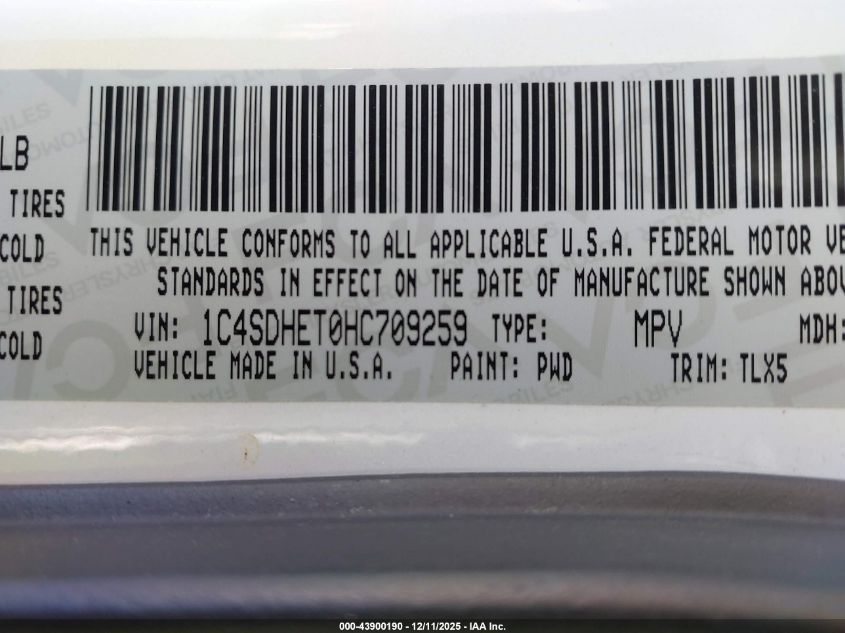 LB
TIRES
COLD
TIRES
COLD
THIS VEHICLE CONFORMS TO ALL APPLICABLE U.S.A. FEDERAL MOTOR VE
STANDARDS IN EFFECT ON THE DATE OF MANUFACTURE SHOWN ABOV
VIN: 1C4SDHET0HC709259 TYPE: MPV MDH:
VEHICLE MADE IN U.S.A. PAINT: PWD TRIM: TLX5
000-43900190 - 12/11/2025 - IAA Inc.